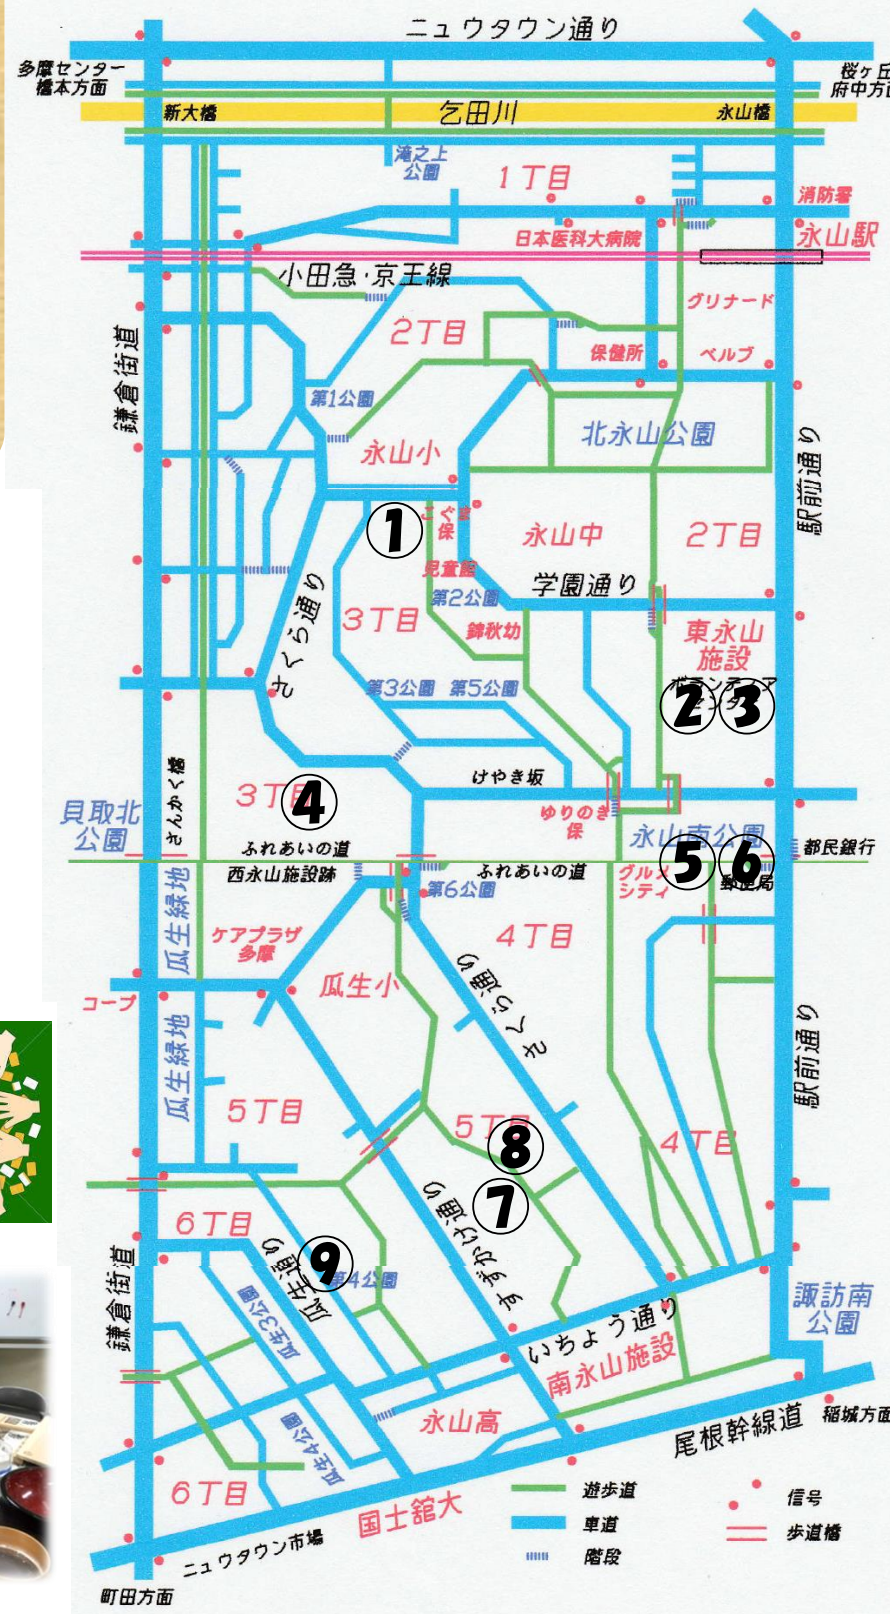 ニュウタウン通り
多摩センター
橋本方面
桜ヶ丘
府中方面
新大橋
乞田川
永山橋
滝之上
公園
1丁目
消防署
日本医科大病院
永山駅
小田急・京王線
グリナード
2丁目
保健所
ベルブ
鎌倉街道
第1公園
北永山公園
永山小
駅前通り
①
こぐま
保
永山中
2丁目
児童館
学園通り
第2公園
さくら通り
3丁目
錦秋幼
東永山
施設
ボランティア
センター
② ③
第3公園
第5公園
けやき坂
さんかく橋
3丁目
④
貝取北
公園
ゆりのき
保
永山南公園
ふれあいの道
都民銀行
⑤ ⑥
西永山施設跡
ふれあいの道
グルメ
シティ
郵便局
第6公園
瓜生緑地
ケアプラザ
多摩
4丁目
瓜生小
さくら通り
コープ
瓜生緑地
駅前通り
5丁目
5丁目
⑧
4丁目
⑦
6丁目
すずかけ通り
瓜生通り
⑨
第4公園
鎌倉街道
瓜生3公園
諏訪南
公園
いちょう通り
南永山施設
永山高
瓜生4公園
尾根幹線道
稲城方面
6丁目
国士舘大
遊歩道
信号
車道
歩道橋
階段
ニュウタウン市場
町田方面